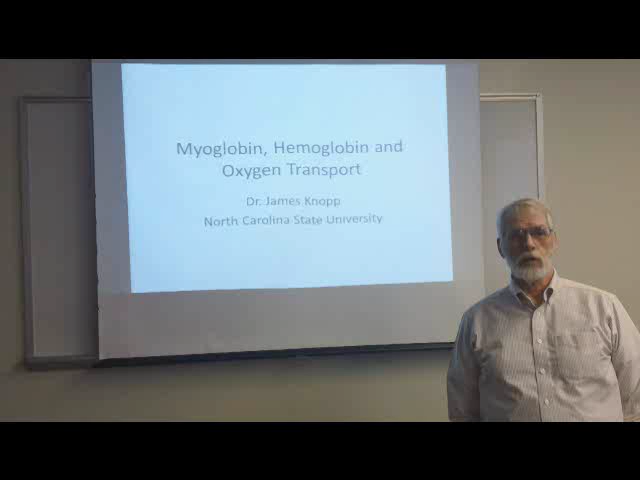 Myoglobin, Hemoglobin and
Oxygen Transport
Dr. James Knopp
North Carolina State University